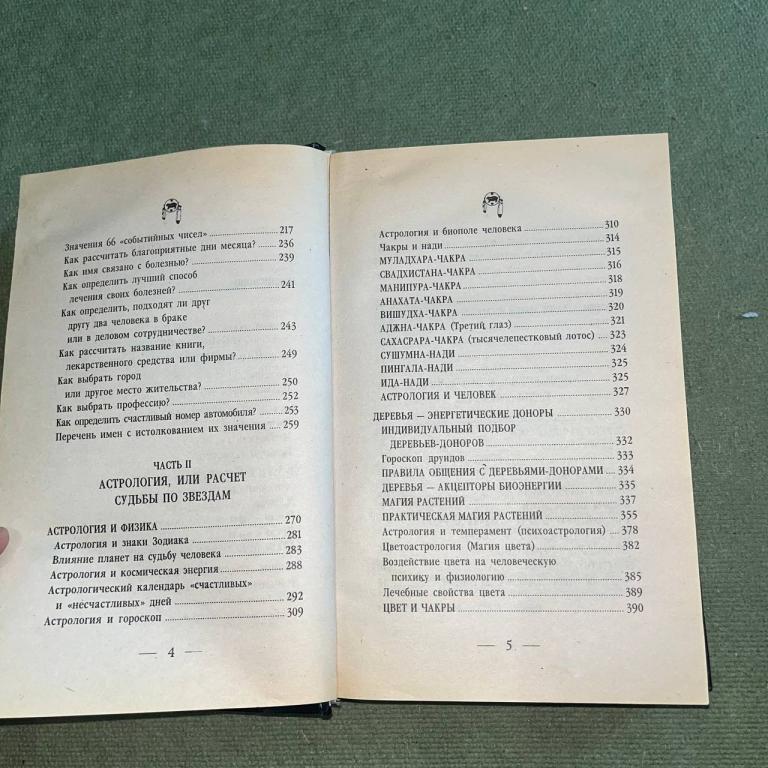 Значения 66 «событийных чисел» 217
Как рассчитать благоприятные дни месяца? 236
Как имя связано с болезнью? 239
Как определить лучший способ
лечения своих болезней? 241
Как определить, подходят ли друг
другу два человека в браке
или в деловом сотрудничестве? 243
Как рассчитать название книги,
лекарственного средства или фирмы? 249
Как выбрать город
или другое место жительства? 250
Как выбрать профессию? 252
Как определить счастливый номер автомобиля? 253
Перечень имен с истолкованием их значения 259
ЧАСТЬ II
АСТРОЛОГИЯ, ИЛИ РАСЧЕТ
СУДЬБЫ ПО ЗВЕЗДАМ
АСТРОЛОГИЯ И ФИЗИКА 270
Астрология и знаки Зодиака 281
Влияние планет на судьбу человека 283
Астрология и космическая энергия 288
Астрологический календарь «счастливых»
и «несчастливых» дней 292
Астрология и гороскоп 309
— 4 —
Астрология и биополе человека 310
Чакры и нади 314
МУЛАДХАРА-ЧАКРА 315
СВАДХИСТАНА-ЧАКРА 316
МАНИПУРА-ЧАКРА 318
АНАХАТА-ЧАКРА 319
ВИШУДХА-ЧАКРА 320
АДЖНА-ЧАКРА (Третий глаз) 321
САХАСРАРА-ЧАКРА (тысячелепестковый лотос) 323
СУШУМНА-НАДИ 324
ПИНГАЛА-НАДИ 325
ИДА-НАДИ 325
АСТРОЛОГИЯ И ЧЕЛОВЕК 327
ДЕРЕВЬЯ — ЭНЕРГЕТИЧЕСКИЕ ДОНОРЫ 330
ИНДИВИДУАЛЬНЫЙ ПОДБОР
ДЕРЕВЬЕВ-ДОНОРОВ 332
Гороскоп друидов 333
ПРАВИЛА ОБЩЕНИЯ С ДЕРЕВЬЯМИ-ДОНОРАМИ 334
ДЕРЕВЬЯ — АКЦЕПТОРЫ БИОЭНЕРГИИ 335
МАГИЯ РАСТЕНИЙ 337
ПРАКТИЧЕСКАЯ МАГИЯ РАСТЕНИЙ 355
Астрология и темперамент (психоастрология) 378
Цветоастрология (Магия цвета) 382
Воздействие цвета на человеческую
психику и физиологию 385
Лечебные свойства цвета 389
ЦВЕТ И ЧАКРЫ 390
— 5 —